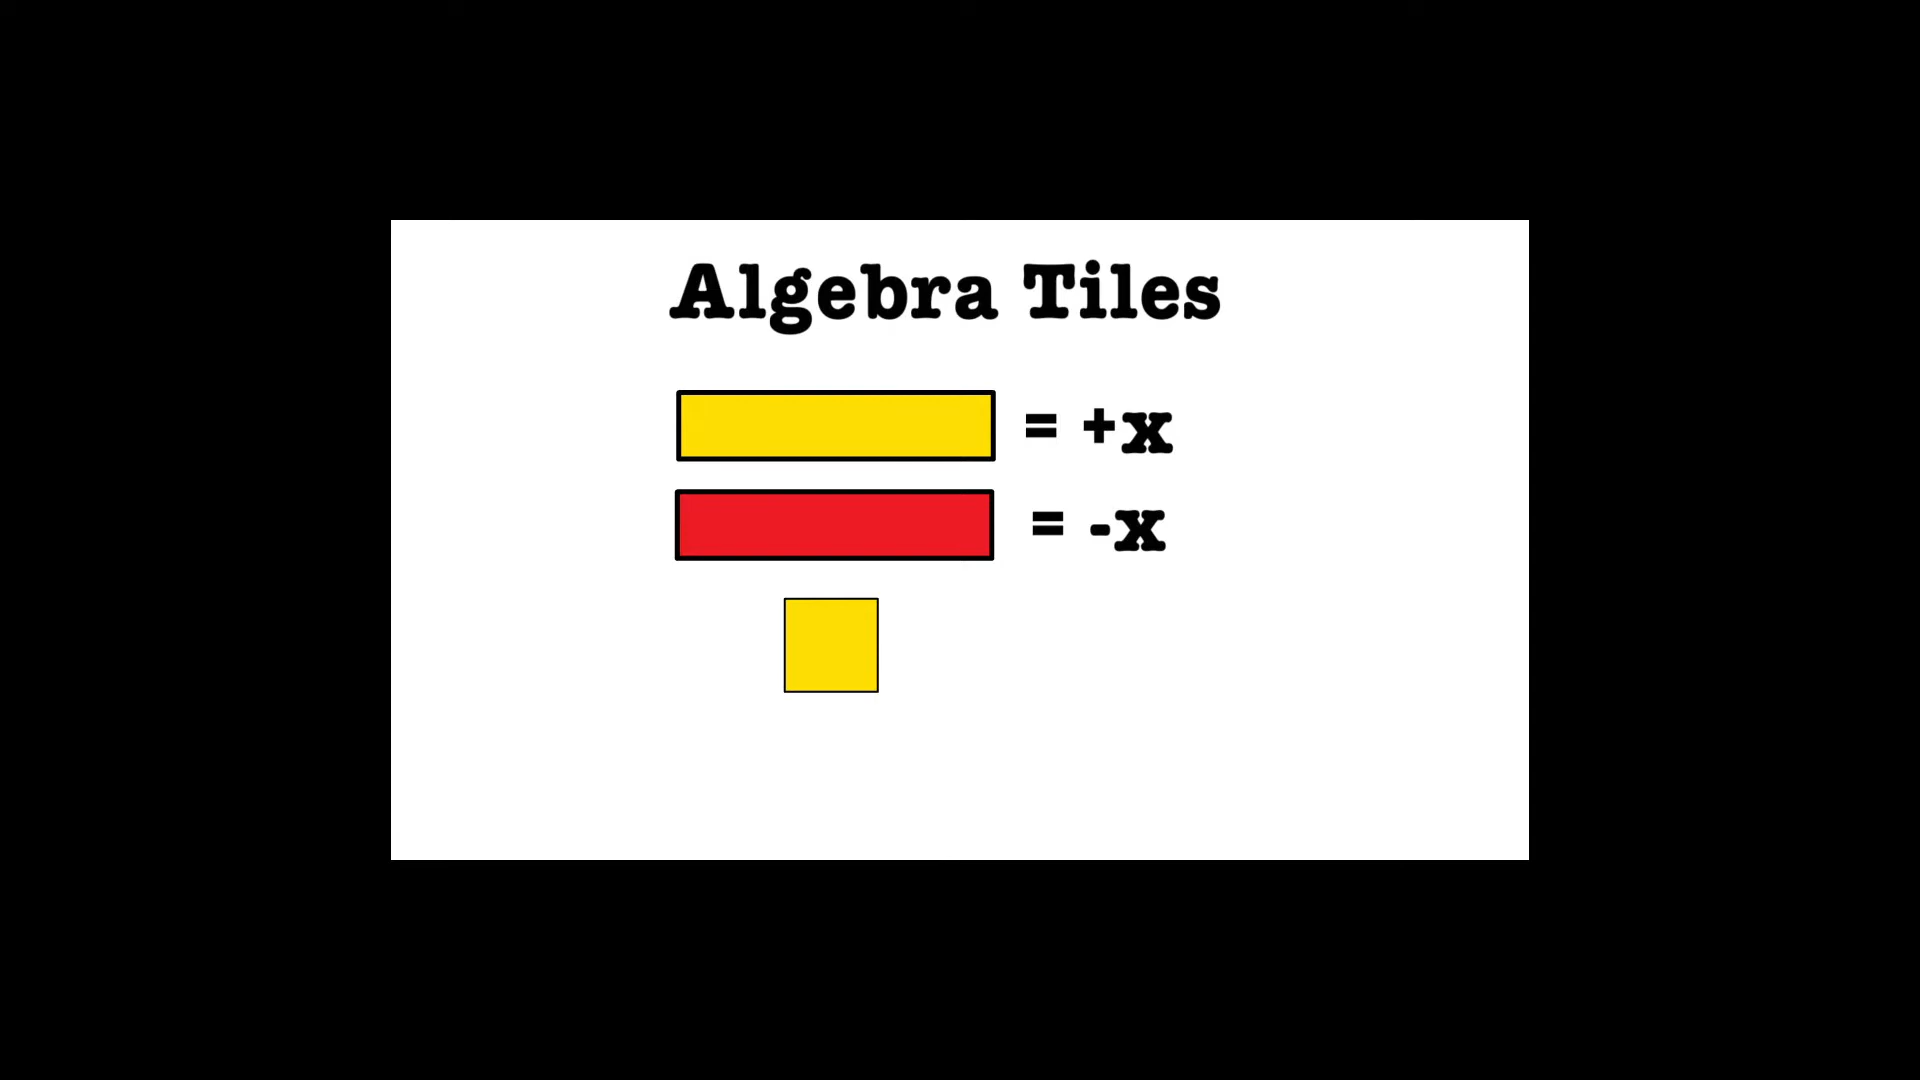 Algebra Tiles
= +x
= -x